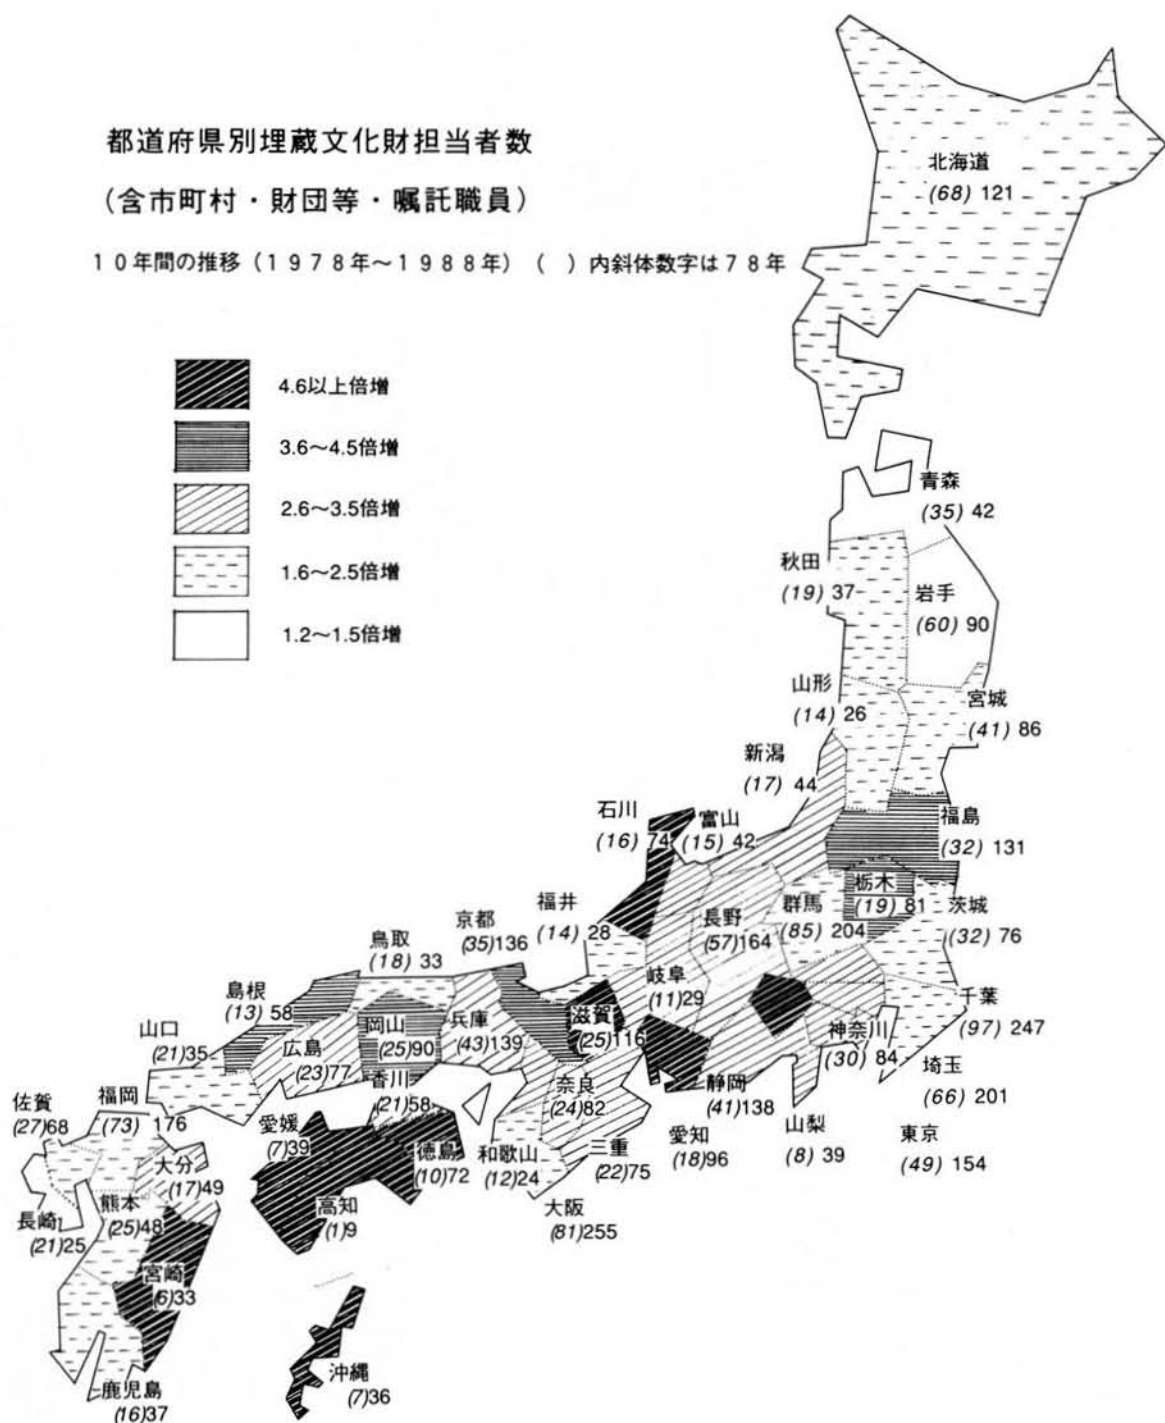 都道府県別埋蔵文化財担当者数
(含市町村・財団等・嘱託職員)
10年間の推移(1978年～1988年)( )内斜体数字は78年
4.6以上倍増
3.6～4.5倍増
2.6～3.5倍増
1.6～2.5倍増
1.2～1.5倍増
北海道
(68) 121
青森
(35) 42
秋田
(19) 37
岩手
(60) 90
山形
(14) 26
宮城
(41) 86
新潟
(17) 44
福島
(32) 131
石川
(16) 74
富山
(15) 42
栃木
(19) 81
群馬
(85) 204
茨城
(32) 76
長野
(57)164
福井
(14) 28
京都
(35)136
鳥取
(18) 33
岐阜
(11)29
島根
(13) 58
滋賀
(25)116
千葉
(97) 247
神奈川
(30) 84
山口
(21)35
広島
(23)77
岡山
(25)90
兵庫
(43)139
埼玉
(66) 201
香川
(21)58
奈良
(24)82
静岡
(41)138
佐賀
(27)68
福岡
(73) 176
愛媛
(7)39
徳島
(10)72
和歌山
(12)24
三重
(22)75
愛知
(18)96
山梨
(8) 39
東京
(49) 154
大分
(17)49
高知
(1)9
大阪
(81)255
長崎
(21)25
熊本
(25)48
宮崎
(6)33
鹿児島
(16)37
沖縄
(7)36